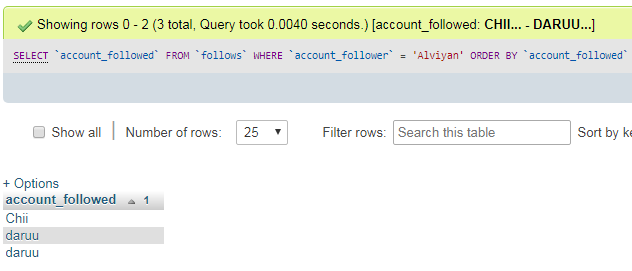 Showing rows 0 - 2 (3 total, Query took 0.0040 seconds.) [account_followed: CHII... - DARUU...]
SELECT `account_followed` FROM `follows` WHERE `account_follower` = 'Alviyan' ORDER BY `account_followed`
Show all | Number of rows: 25 Filter rows: Search this table Sort by ke
+ Options
account_followed 1
Chii
daruu
daruu